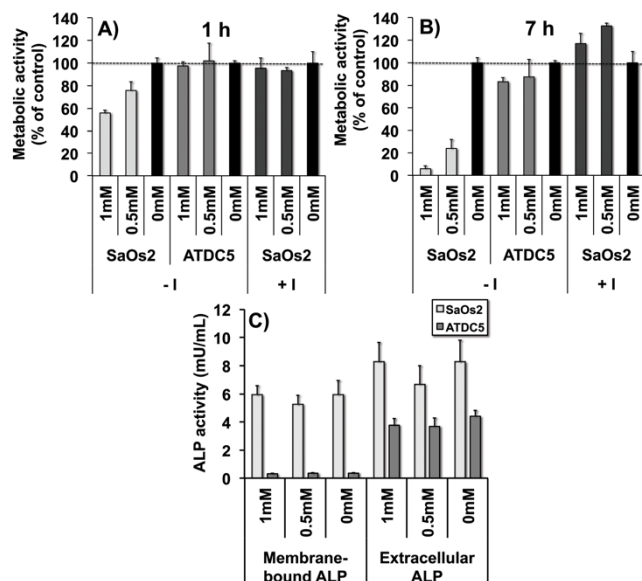 A)
1 h
Metabolic activity
(% of control)
140
120
100
80
60
40
20
0
1mM
0.5mM
0mM
1mM
0.5mM
0mM
1mM
0.5mM
0mM
SaOs2
ATDC5
SaOs2
- I
+ I
B)
7 h
Metabolic activity
(% of control)
140
120
100
80
60
40
20
0
1mM
0.5mM
0mM
1mM
0.5mM
0mM
1mM
0.5mM
0mM
SaOs2
ATDC5
SaOs2
- I
+ I
C)
SaOs2
ATDC5
ALP activity (mU/mL)
12
10
8
6
4
2
0
1mM
0.5mM
0mM
1mM
0.5mM
0mM
Membrane-
bound ALP
Extracellular
ALP